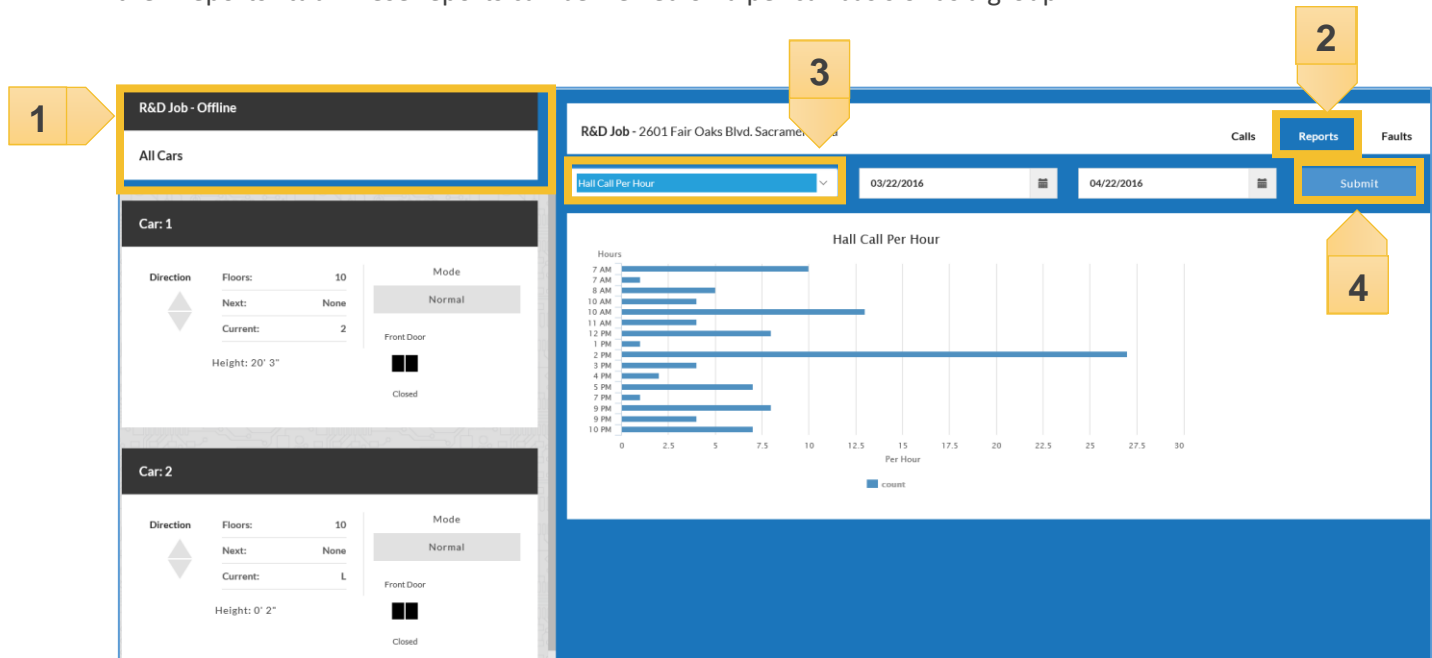 2
3
1
R&D Job - Offline
All Cars
R&D Job - 2601 Fair Oaks Blvd.
Calls
Reports
Faults
Hall Call Per Hour
03/22/2016
04/22/2016
Submit
4
Car: 1
Direction
Floors: 10
Next: None
Current: 2
Height: 20' 3"
Mode
Normal
Front Door
Closed
Car: 2
Direction
Floors: 10
Next: None
Current: L
Height: 0' 2"
Mode
Normal
Front Door
Closed
Hall Call Per Hour
Hours
7 AM
7 AM
8 AM
10 AM
10 AM
11 AM
12 PM
1 PM
2 PM
3 PM
4 PM
5 PM
7 PM
9 PM
9 PM
10 PM
0 2.5 5 7.5 10 12.5 15 17.5 20 22.5 25 27.5 30
Per Hour
count